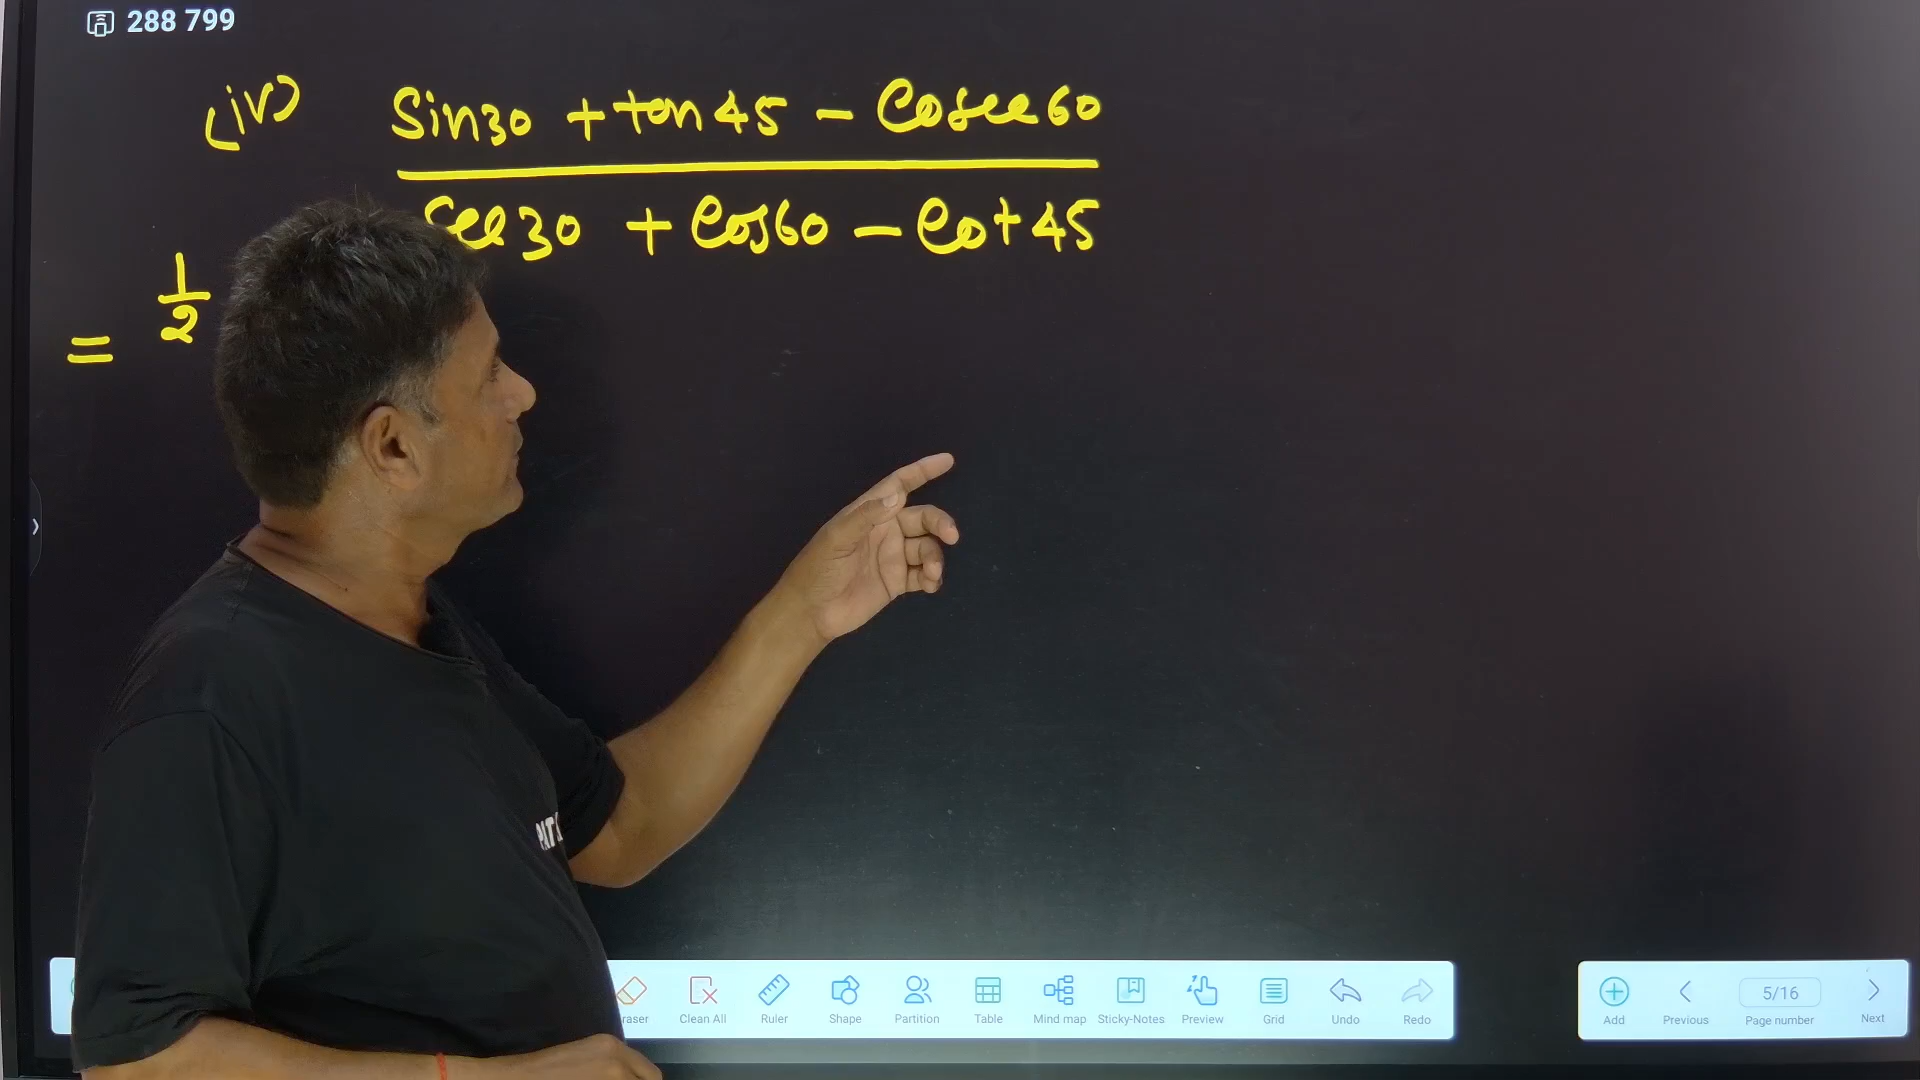 288 799
(iv) Sin30 + tan45 - Cosec60
Sec30 + Cos60 - Cot45
= 1/2
Clean All
Ruler
Shape
Partition
Table
Mind map
Sticky-Notes
Preview
Grid
Undo
Redo
Add
Previous
5/16
Page number
Next